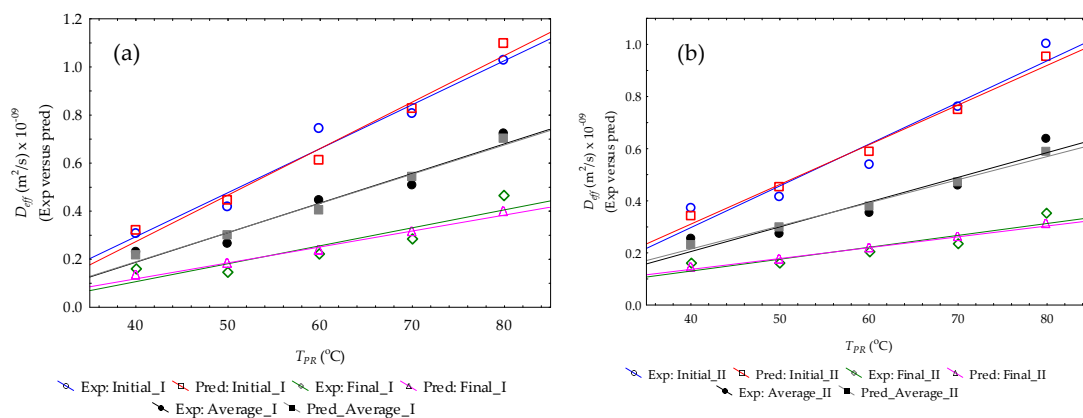 (a)
1.2
1.0
0.8
0.6
0.4
0.2
0.0
D_eff (m²/s) x 10⁻⁰⁹
(Exp versus pred)
40 50 60 70 80
T_PR (°C)
Exp: Initial_I Pred: Initial_I Exp: Final_I Pred: Final_I
Exp: Average_I Pred_Average_I
(b)
1.0
0.8
0.6
0.4
0.2
0.0
D_eff (m²/s) x 10⁻⁰⁹
(Exp versus pred)
40 50 60 70 80
T_PR (°C)
Exp: Initial_II Pred: Initial_II Exp: Final_II Pred: Final_II
Exp: Average_II Pred_Average_II